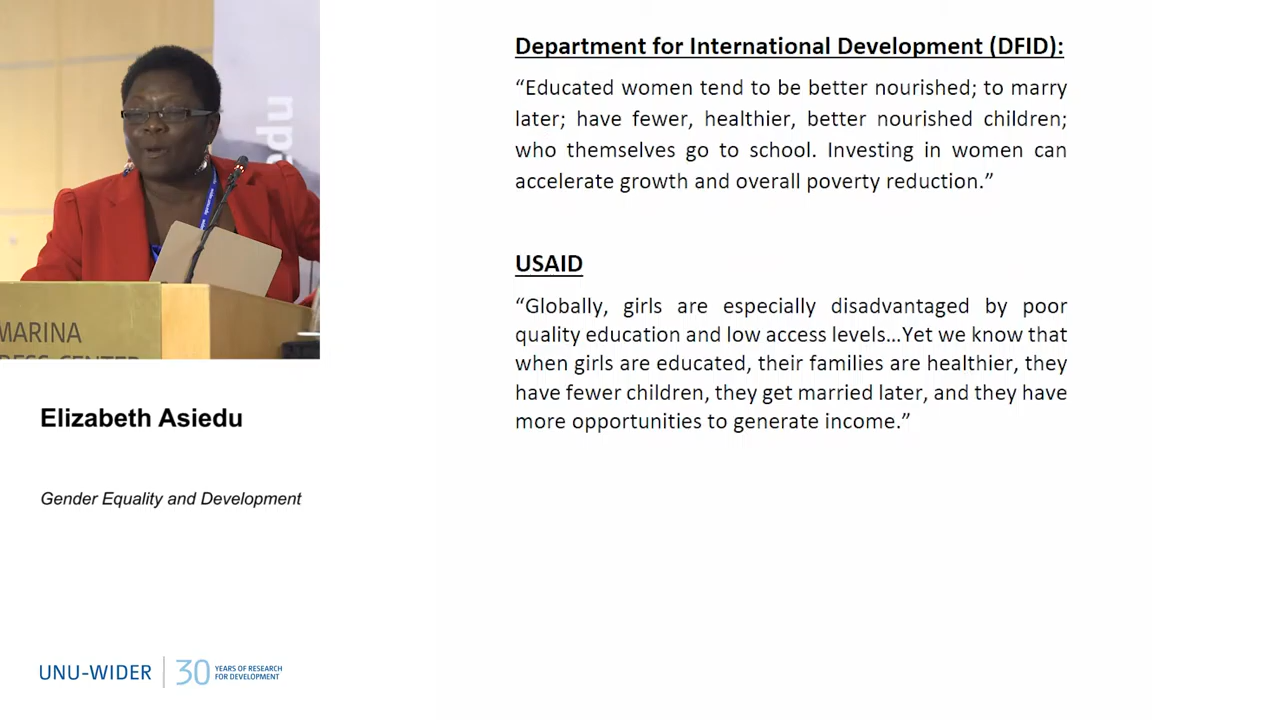 edu
MARINA
Elizabeth Asiedu
Gender Equality and Development
UNU-WIDER
30 YEARS OF RESEARCH
FOR DEVELOPMENT
Department for International Development (DFID):
“Educated women tend to be better nourished; to marry
later; have fewer, healthier, better nourished children;
who themselves go to school. Investing in women can
accelerate growth and overall poverty reduction.”
USAID
“Globally, girls are especially disadvantaged by poor
quality education and low access levels…Yet we know that
when girls are educated, their families are healthier, they
have fewer children, they get married later, and they have
more opportunities to generate income.”